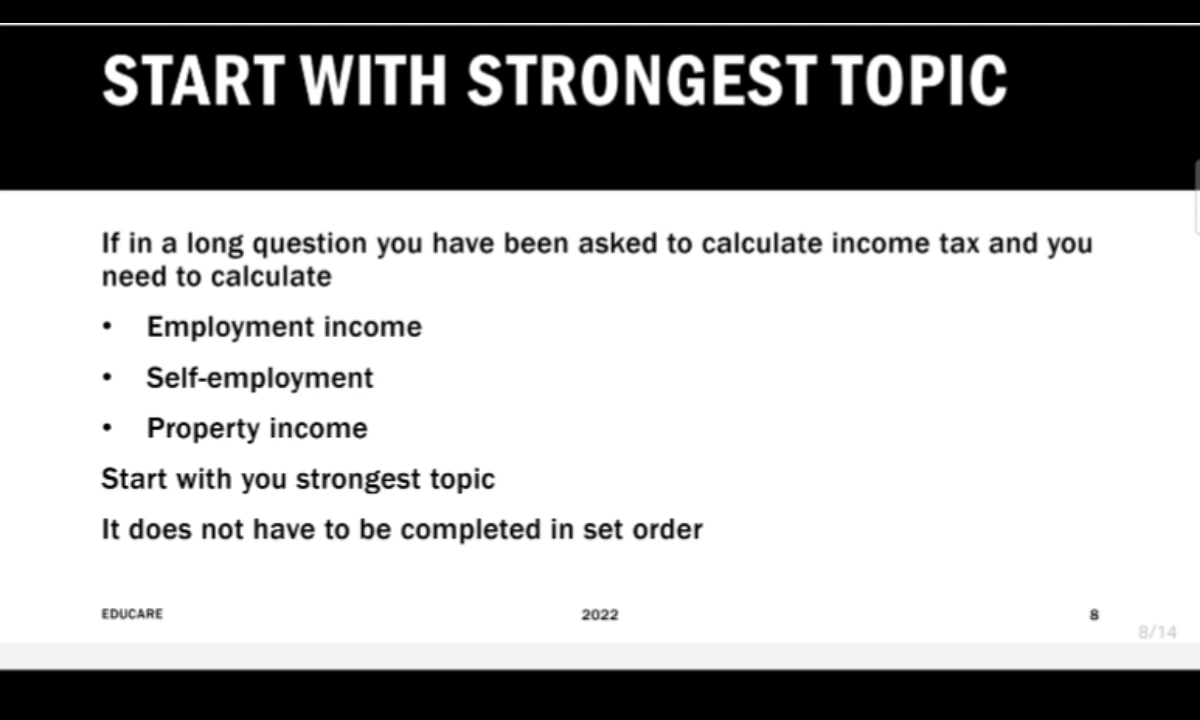 START WITH STRONGEST TOPIC
If in a long question you have been asked to calculate income tax and you
need to calculate
• Employment income
• Self-employment
• Property income
Start with you strongest topic
It does not have to be completed in set order
EDUCARE 2022 8
8/14